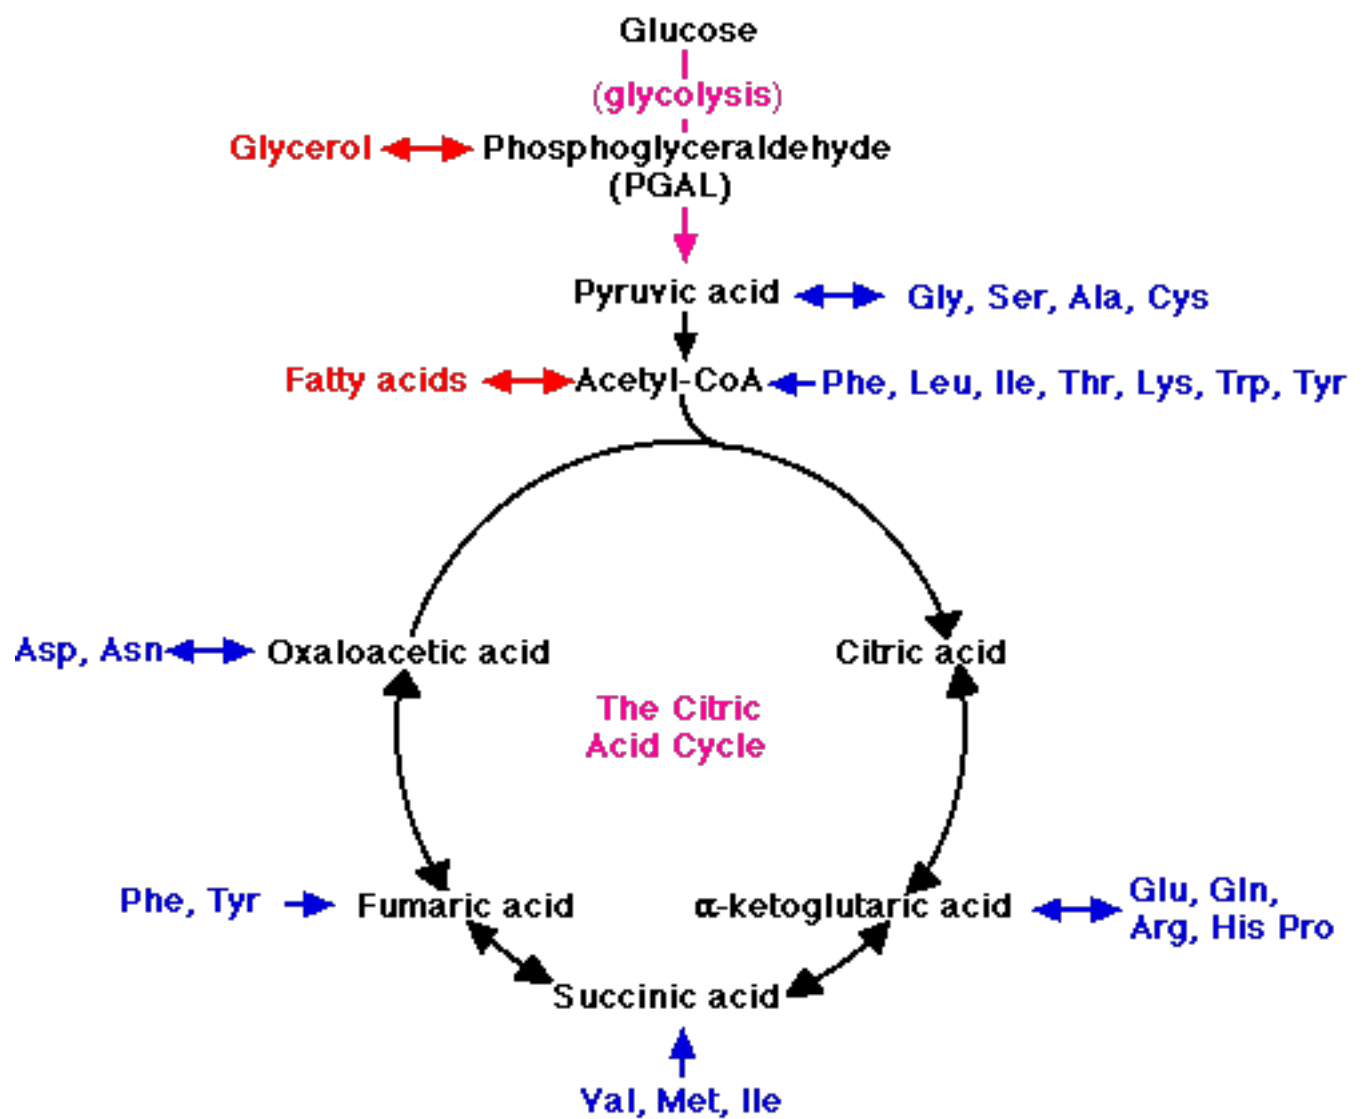 Glucose
(glycolysis)
Glycerol
Phosphoglyceraldehyde
(PGAL)
Pyruvic acid
Gly, Ser, Ala, Cys
Fatty acids
Acetyl-CoA
Phe, Leu, Ile, Thr, Lys, Trp, Tyr
Asp, Asn
Oxaloacetic acid
Citric acid
The Citric
Acid Cycle
Phe, Tyr
Fumaric acid
α-ketoglutaric acid
Glu, Gln,
Arg, His Pro
Succinic acid
Val, Met, Ile